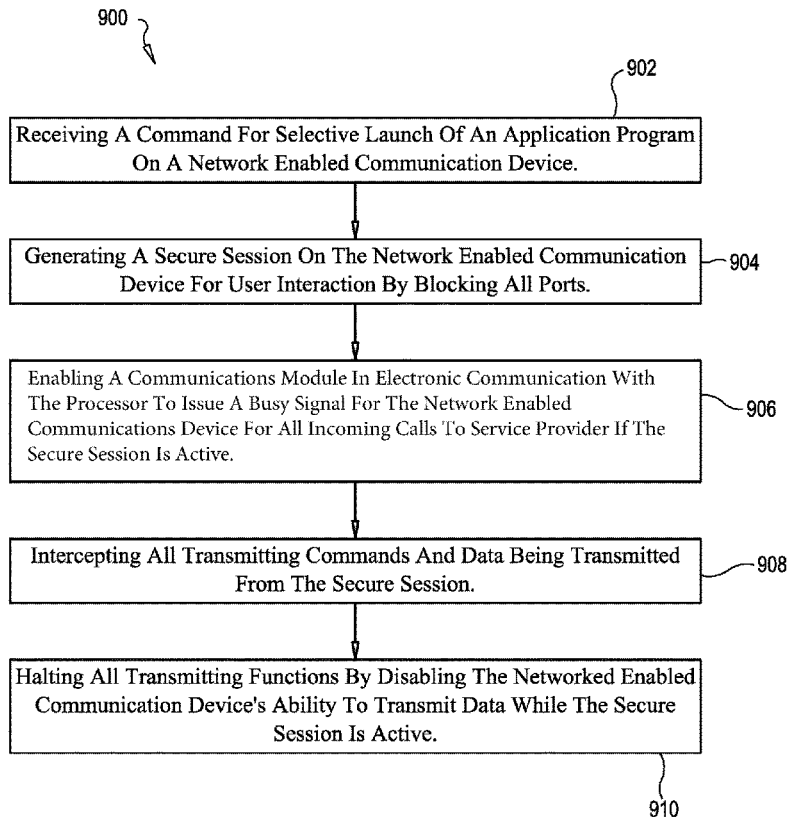 900
902
Receiving A Command For Selective Launch Of An Application Program
On A Network Enabled Communication Device.
Generating A Secure Session On The Network Enabled Communication
Device For User Interaction By Blocking All Ports.
904
Enabling A Communications Module In Electronic Communication With
The Processor To Issue A Busy Signal For The Network Enabled
Communications Device For All Incoming Calls To Service Provider If The
Secure Session Is Active.
906
Intercepting All Transmitting Commands And Data Being Transmitted
From The Secure Session.
908
Halting All Transmitting Functions By Disabling The Networked Enabled
Communication Device's Ability To Transmit Data While The Secure
Session Is Active.
910